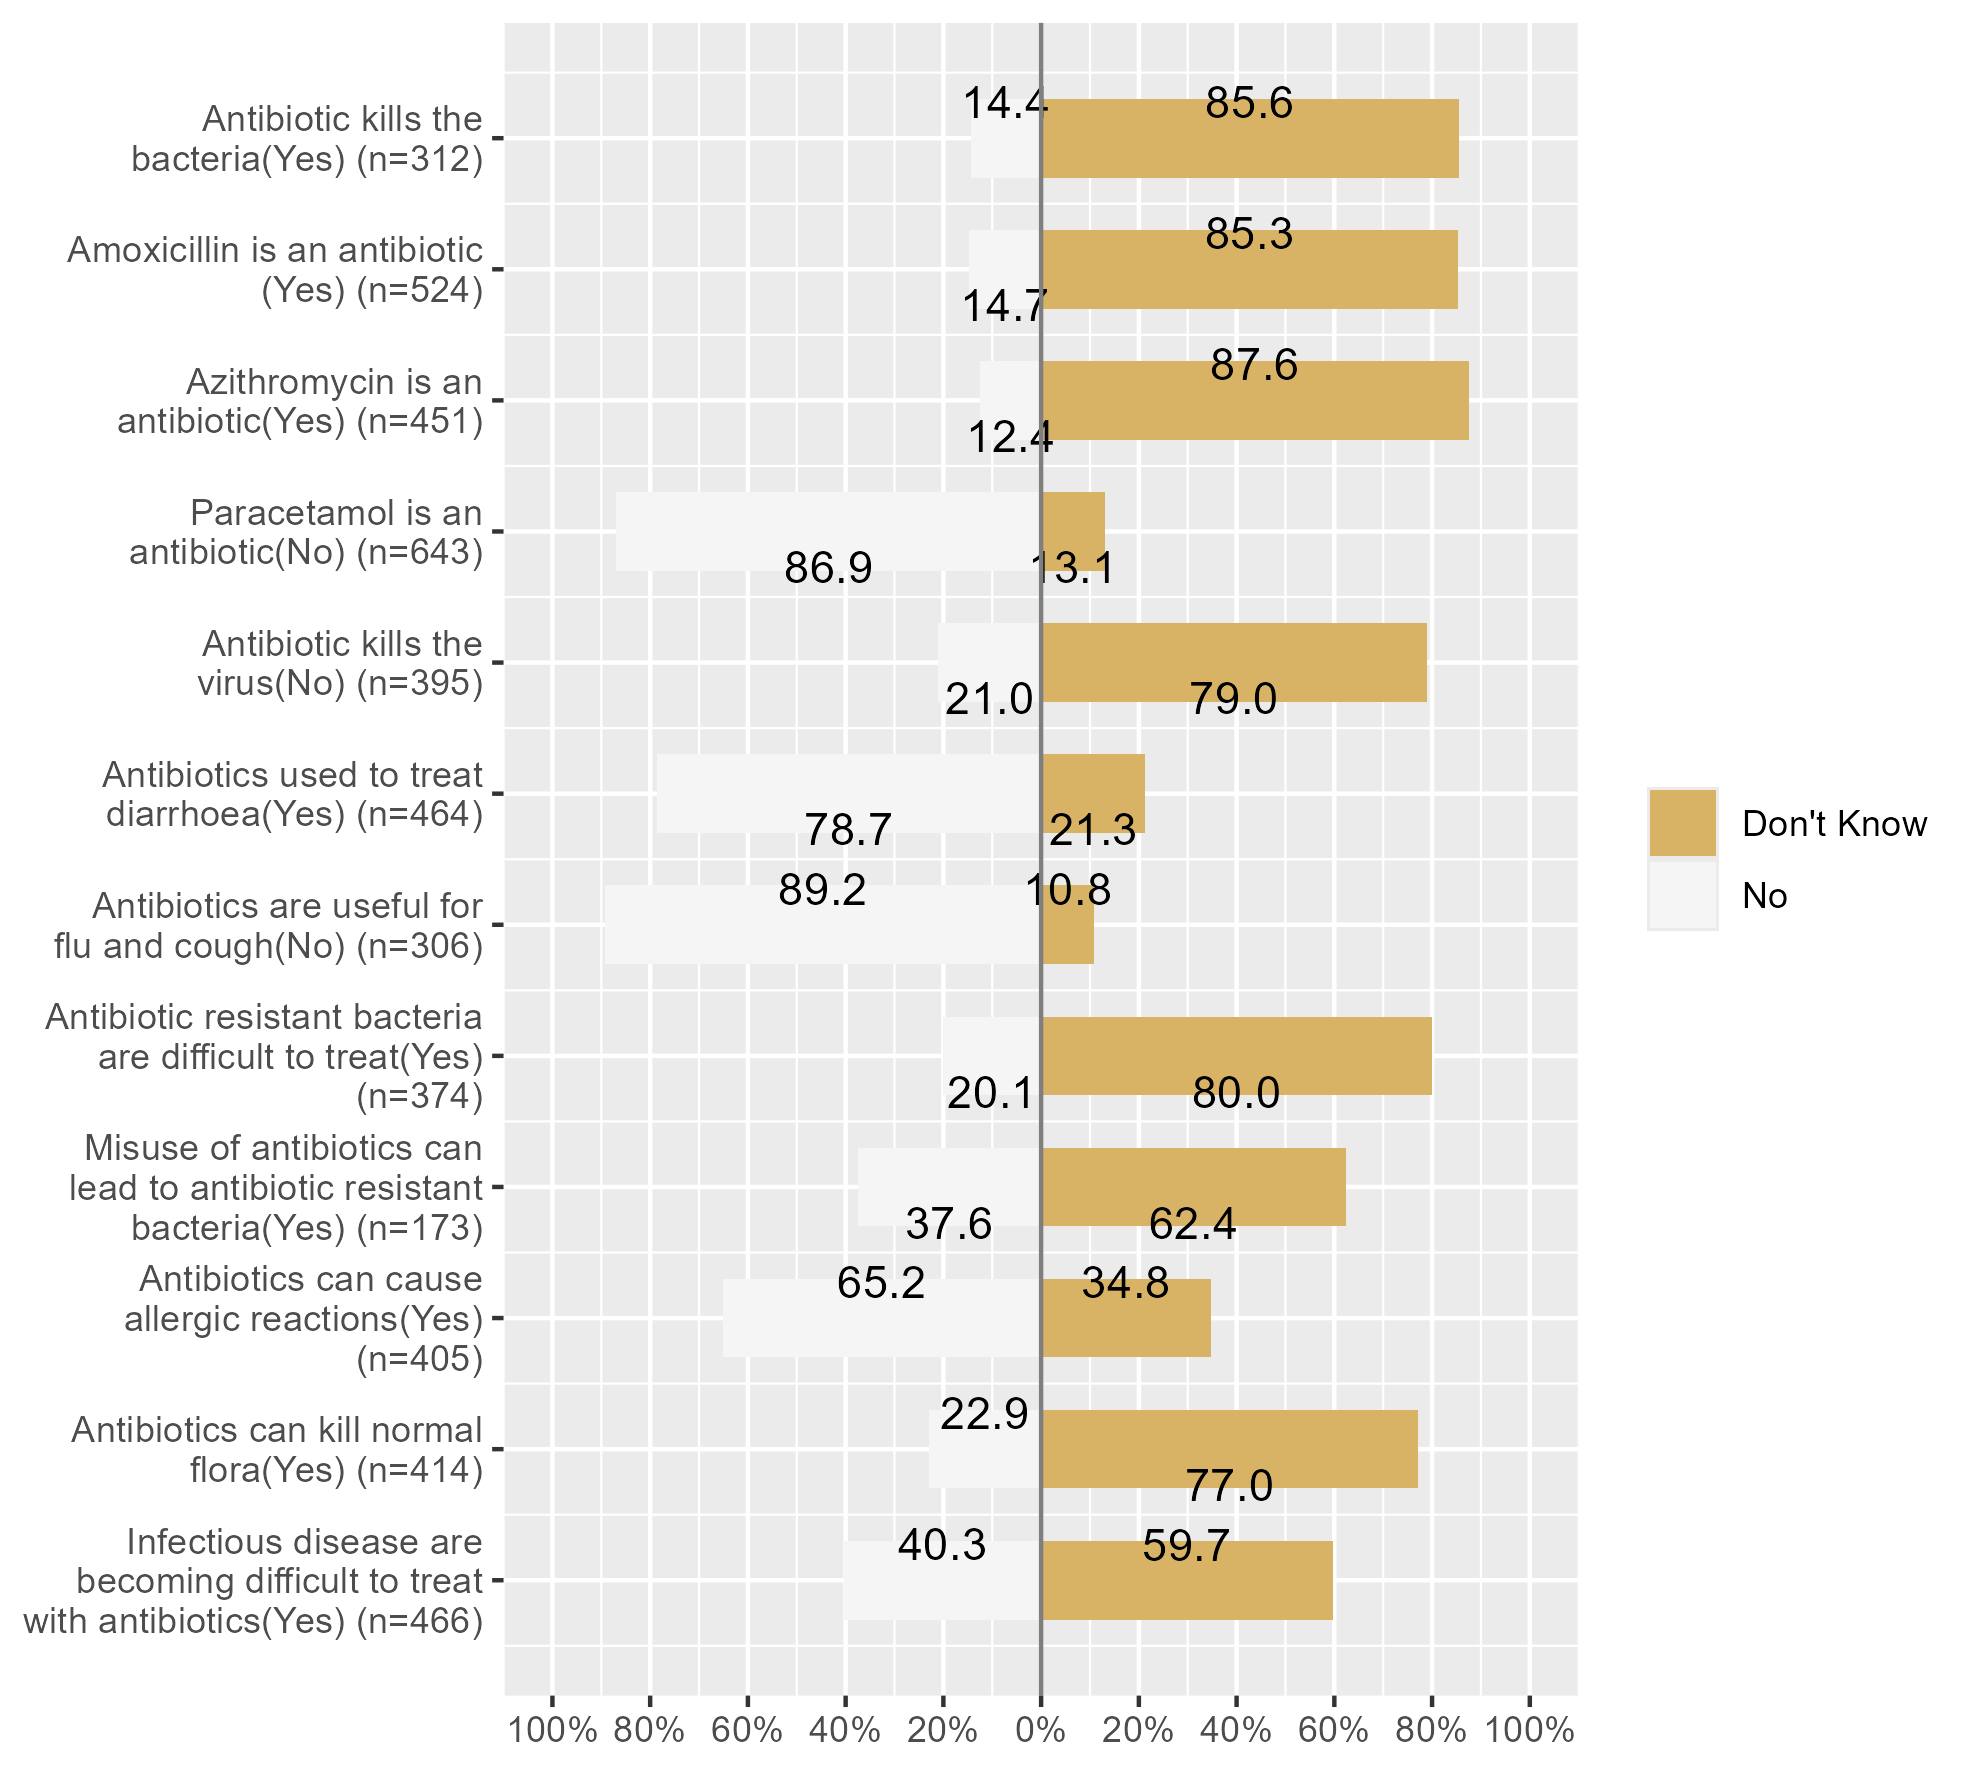 Antibiotic kills the
bacteria(Yes) (n=312)
14.4
85.6
Amoxicillin is an antibiotic
(Yes) (n=524)
14.7
85.3
Azithromycin is an
antibiotic(Yes) (n=451)
12.4
87.6
Paracetamol is an
antibiotic(No) (n=643)
86.9
13.1
Antibiotic kills the
virus(No) (n=395)
21.0
79.0
Antibiotics used to treat
diarrhoea(Yes) (n=464)
78.7
21.3
Antibiotics are useful for
flu and cough(No) (n=306)
89.2
10.8
Antibiotic resistant bacteria
are difficult to treat(Yes)
(n=374)
20.1
80.0
Misuse of antibiotics can
lead to antibiotic resistant
bacteria(Yes) (n=173)
37.6
62.4
Antibiotics can cause
allergic reactions(Yes)
(n=405)
65.2
34.8
Antibiotics can kill normal
flora(Yes) (n=414)
22.9
77.0
Infectious disease are
becoming difficult to treat
with antibiotics(Yes) (n=466)
40.3
59.7
100% 80% 60% 40% 20% 0% 20% 40% 60% 80% 100%
Don't Know
No